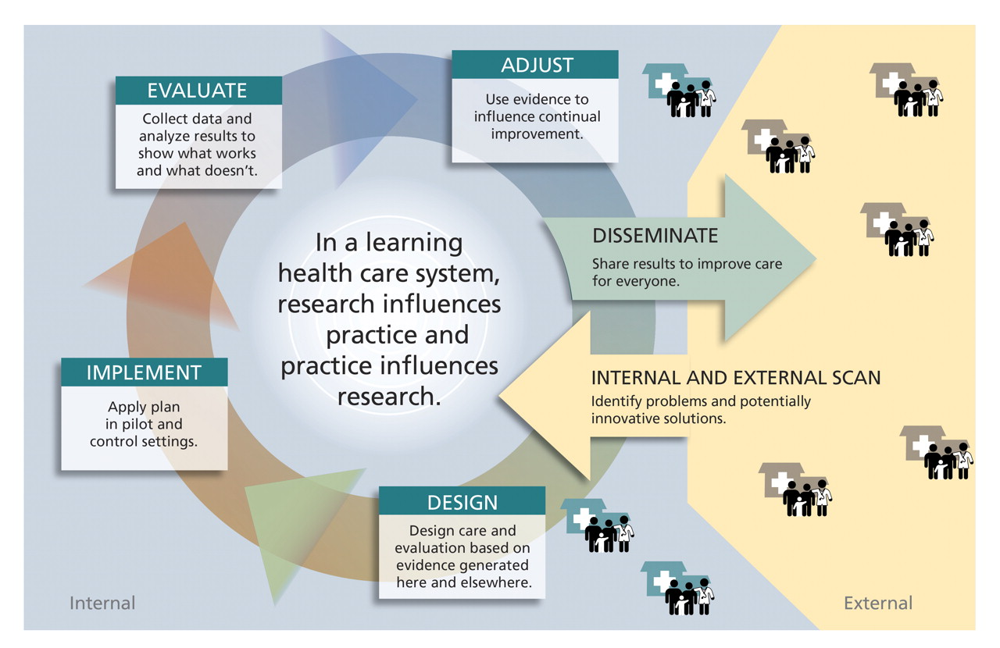 EVALUATE
Collect data and
analyze results to
show what works
and what doesn't.
ADJUST
Use evidence to
influence continual
improvement.
In a learning
health care system,
research influences
practice and
practice influences
research.
DISSEMINATE
Share results to improve care
for everyone.
INTERNAL AND EXTERNAL SCAN
Identify problems and potentially
innovative solutions.
IMPLEMENT
Apply plan
in pilot and
control settings.
DESIGN
Design care and
evaluation based on
evidence generated
here and elsewhere.
Internal
External